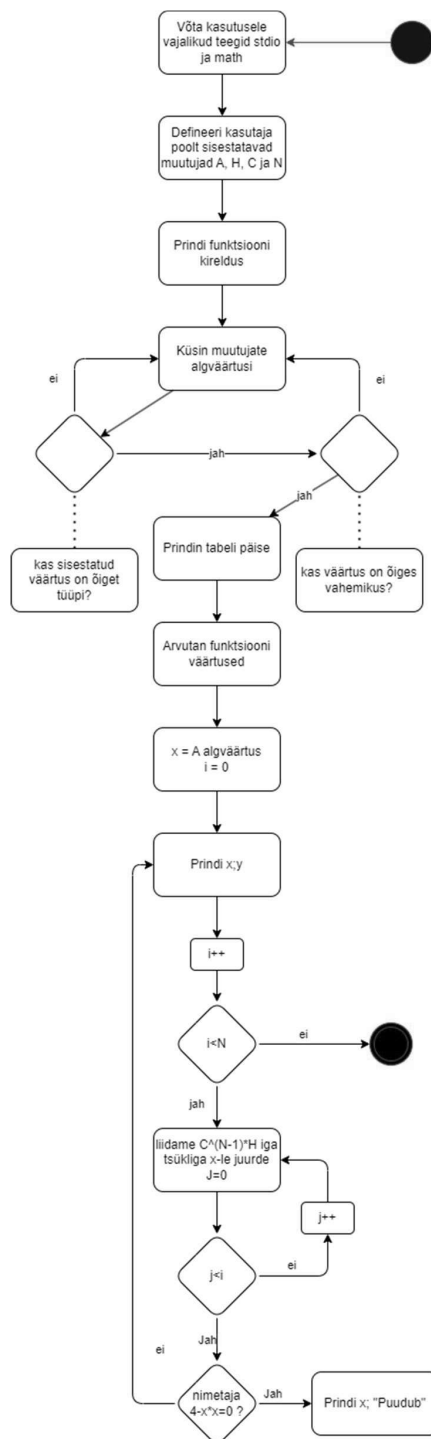 Võta kasutusele
vajalikud teegid stdio
ja math
Defineeri kasutaja
poolt sisestatavad
muutujad A, H, C ja N
Prindi funktsiooni
kireldus
Küsin muutujate
algväärtusi
ei
ei
jah
jah
kas sisestatud
väärtus on õiget
tüüpi?
Prindin tabeli päise
kas väärtus on õiges
vahemikus?
Arvutan funktsiooni
väärtused
x = A algväärtus
i = 0
Prindi x;y
i++
i<N
ei
jah
liidame C^(N-1)*H iga
tsükliga x-le juurde
J=0
j++
j<i
ei
Jah
ei
nimetaja
4-x*x=0 ?
Jah
Prindi x; "Puudub"